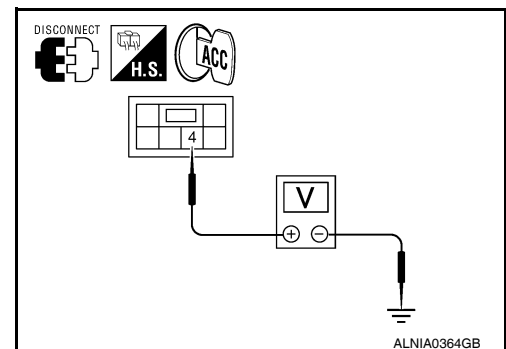 DISCONNECT
H.S.
ACC
4
V
+ −
ALNIA0364GB